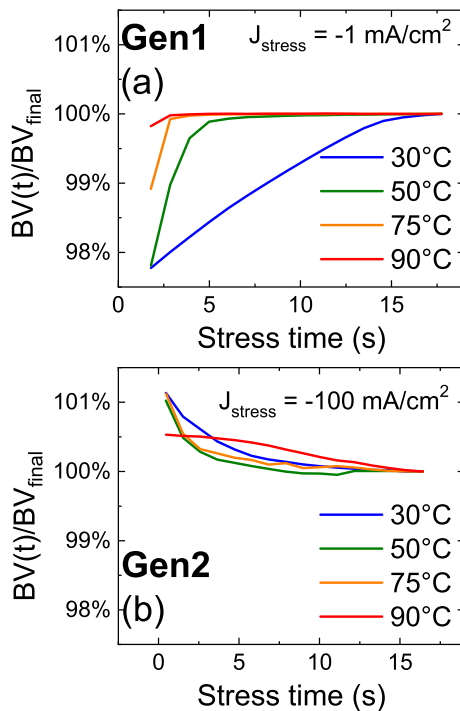 Gen1
J_stress = -1 mA/cm²
(a)
101%
100%
99%
98%
BV(t)/BV_final
30°C
50°C
75°C
90°C
0 5 10 15
Stress time (s)
101%
100%
99%
98%
BV(t)/BV_final
J_stress = -100 mA/cm²
30°C
50°C
75°C
90°C
Gen2
(b)
0 5 10 15
Stress time (s)